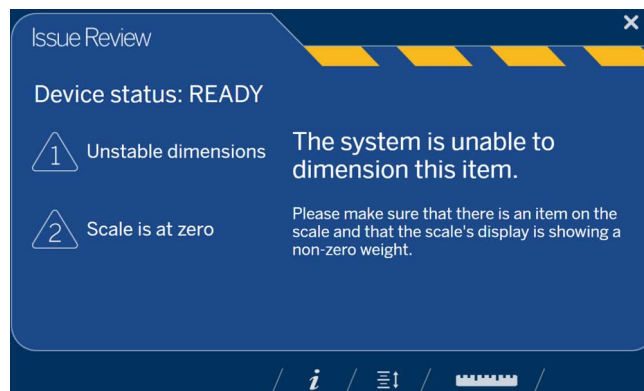 Issue Review
Device status: READY
1 Unstable dimensions
2 Scale is at zero
The system is unable to
dimension this item.
Please make sure that there is an item on the
scale and that the scale's display is showing a
non-zero weight.
i